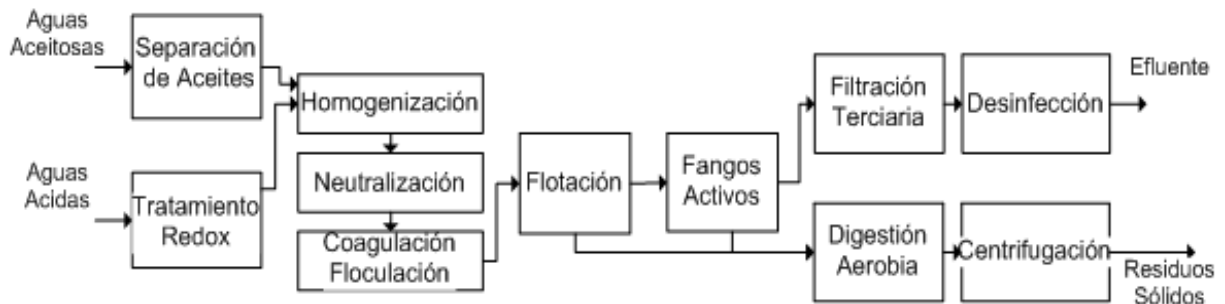 Aguas
Aceitosas
Separación
de Aceites
Aguas
Acidas
Tratamiento
Redox
Homogenización
Neutralización
Coagulación
Floculación
Flotación
Fangos
Activos
Filtración
Terciaria
Desinfección
Efluente
Digestión
Aerobia
Centrifugación
Residuos
Sólidos